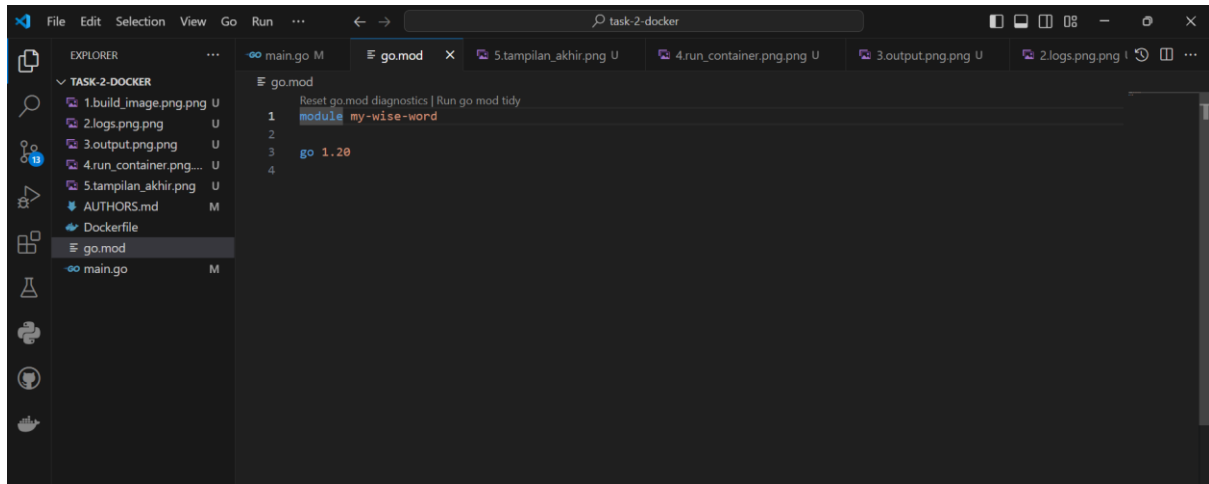 File Edit Selection View Go Run ··· task-2-docker
EXPLORER ···
TASK-2-DOCKER
1.build_image.png.png U
2.logs.png.png U
3.output.png.png U
4.run_container.png.... U
5.tampilan_akhir.png U
AUTHORS.md M
Dockerfile
go.mod
GO main.go M
13
GO main.go M go.mod × 5.tampilan_akhir.png U 4.run_container.png.png U 3.output.png.png U 2.logs.png.png ···
go.mod
Reset go.mod diagnostics | Run go mod tidy
1 module my-wise-word
2
3 go 1.20
4